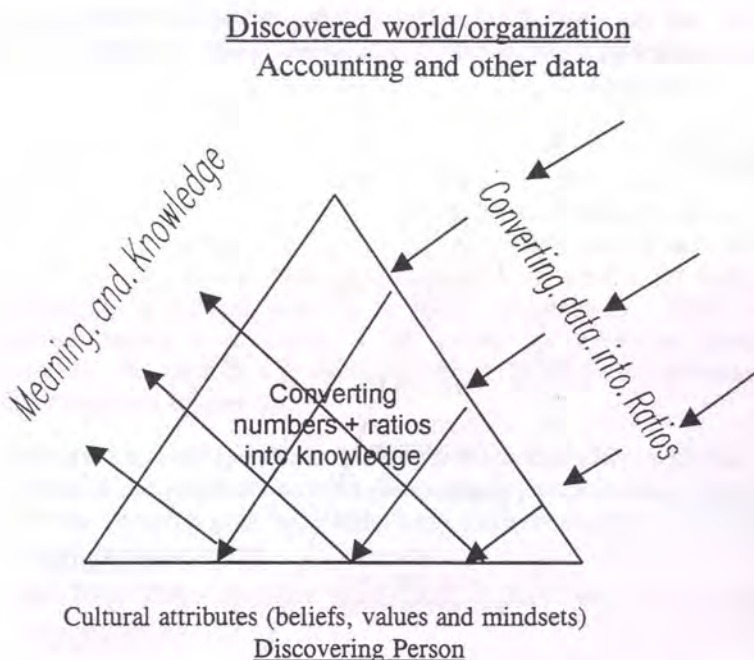 Discovered world/organization
Accounting and other data
Meaning. and. Knowledge
Converting. data. into. Ratios
Converting
numbers + ratios
into knowledge
Cultural attributes (beliefs, values and mindsets)
Discovering Person